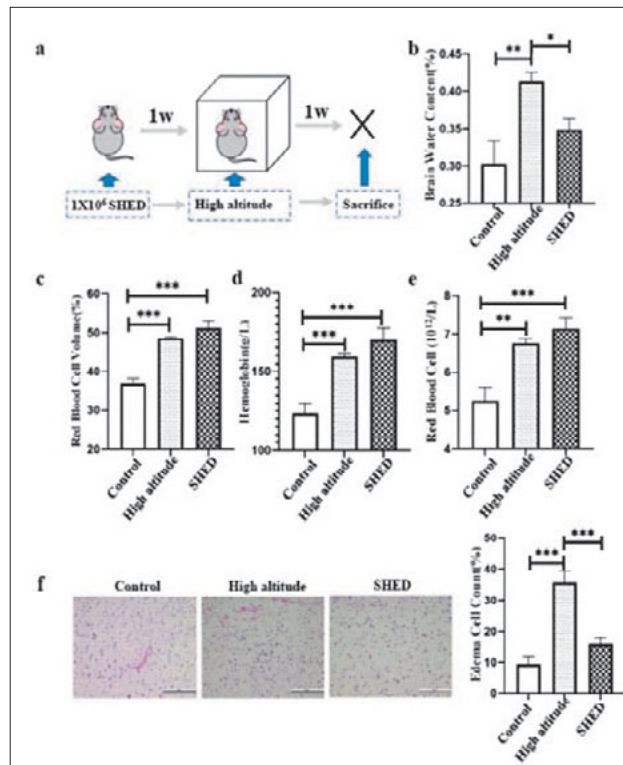 a
1w
1w
1X10⁶ SHED
High altitude
Sacrifice
b
Brain Water Content(%)
0.45
0.40
0.35
0.30
0.25
**
*
Control
High altitude
SHED
c
Red Blood Cell Volume(%)
60
50
40
30
20
***
***
Control
High altitude
SHED
d
Hemoglobin(g/L)
200
150
100
***
***
Control
High altitude
SHED
e
Red Blood Cell (10¹²/L)
8
7
6
5
4
***
**
Control
High altitude
SHED
f
Control
High altitude
SHED
Edema Cell Count(%)
50
40
30
20
10
0
***
***
Control
High altitude
SHED